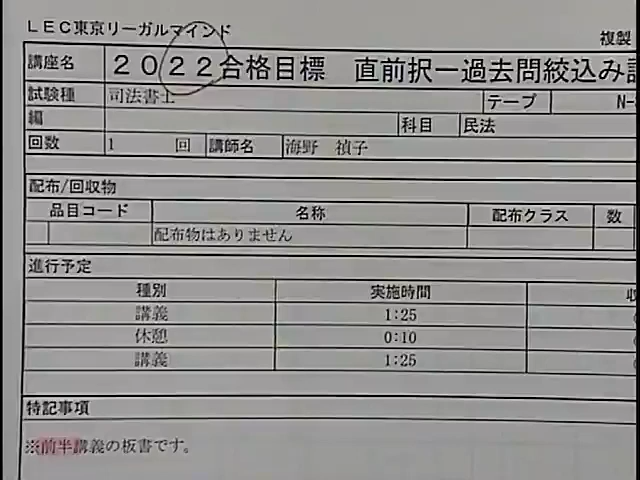 LEC東京リーガルマインド
複製
講座名 2022合格目標 直前択一過去問絞込み
試験種 司法書士 テープ N-
編 科目 民法
回数 1 回 講師名 海野 禎子
配布/回収物
品目コード 名称 配布クラス 数
配布物はありません
進行予定
種別 実施時間
講義 1:25
休憩 0:10
講義 1:25
特記事項
※前半講義の板書です。